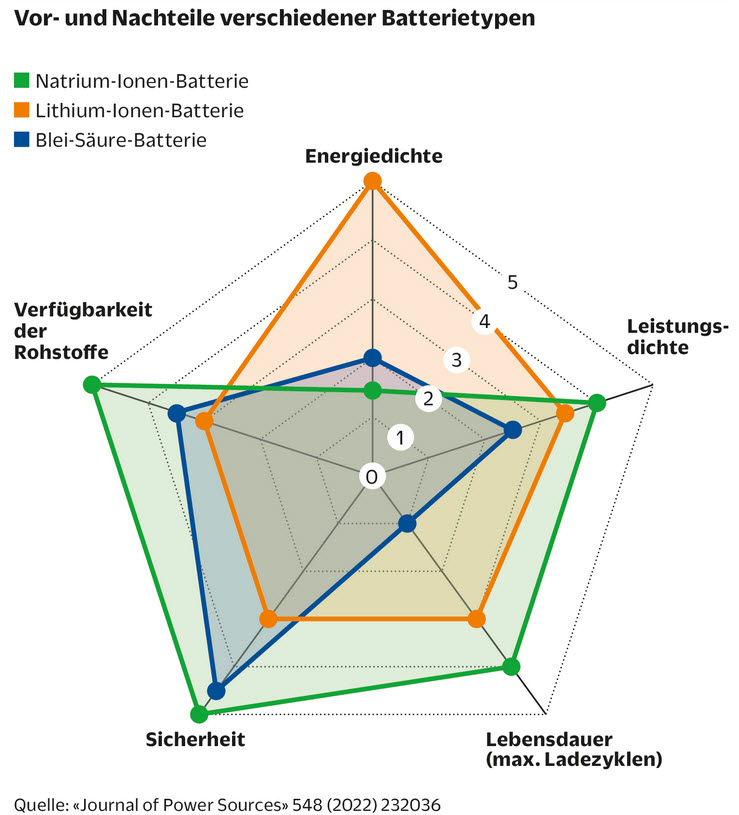 Vor- und Nachteile verschiedener Batterietypen
Natrium-Ionen-Batterie
Lithium-Ionen-Batterie
Blei-Säure-Batterie
Energiedichte
5
Verfügbarkeit
der
Rohstoffe
4
Leistungs-
dichte
3
2
1
0
Sicherheit
Lebensdauer
(max. Ladezyklen)
Quelle: «Journal of Power Sources» 548 (2022) 232036